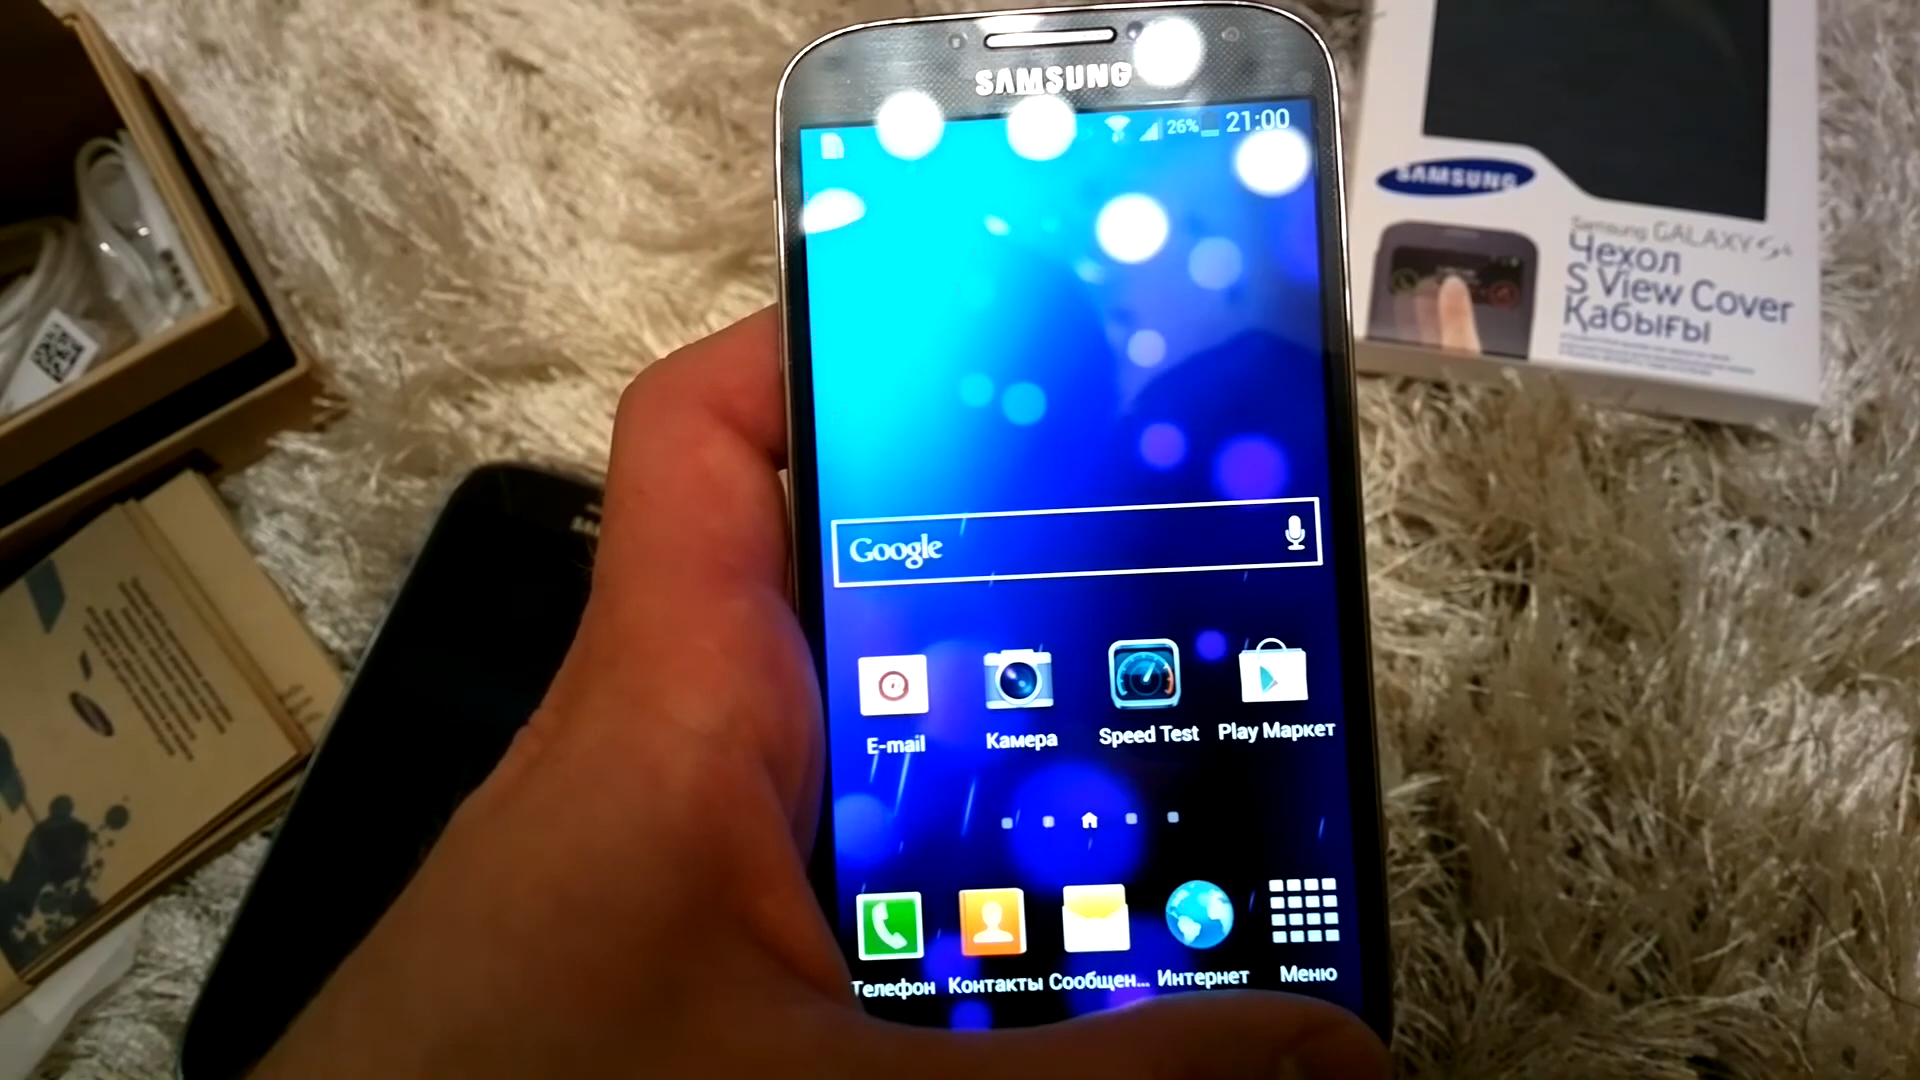 SAMSUNG
26% 21:00
Google
E-mail Камера Speed Test Play Маркет
Телефон Контакты Сообщен... Интернет Меню
SAMSUNG
Samsung GALAXY S4
Чехол
S View Cover
Қабығы